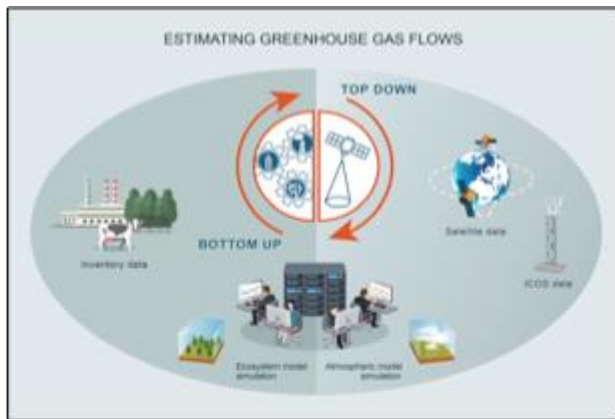 ESTIMATING GREENHOUSE GAS FLOWS
TOP DOWN
BOTTOM UP
Inventory data
Satellite data
ICOS data
Ecosystem model
simulation
Atmospheric model
simulation